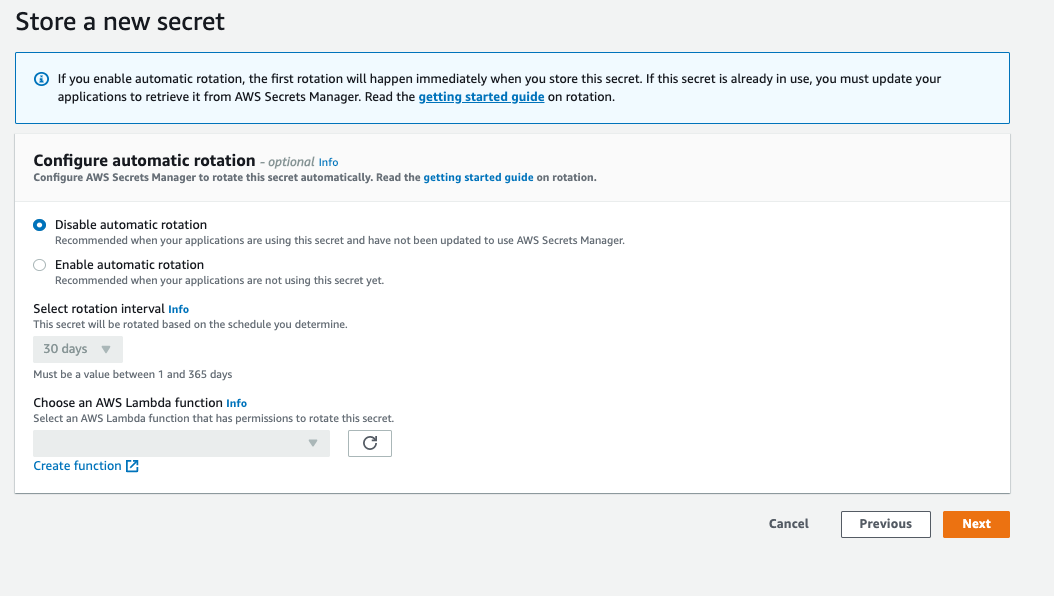 Store a new secret
If you enable automatic rotation, the first rotation will happen immediately when you store this secret. If this secret is already in use, you must update your
applications to retrieve it from AWS Secrets Manager. Read the getting started guide on rotation.
Configure automatic rotation - optional Info
Configure AWS Secrets Manager to rotate this secret automatically. Read the getting started guide on rotation.
Disable automatic rotation
Recommended when your applications are using this secret and have not been updated to use AWS Secrets Manager.
Enable automatic rotation
Recommended when your applications are not using this secret yet.
Select rotation interval Info
This secret will be rotated based on the schedule you determine.
30 days
Must be a value between 1 and 365 days
Choose an AWS Lambda function Info
Select an AWS Lambda function that has permissions to rotate this secret.
Create function
Cancel Previous Next